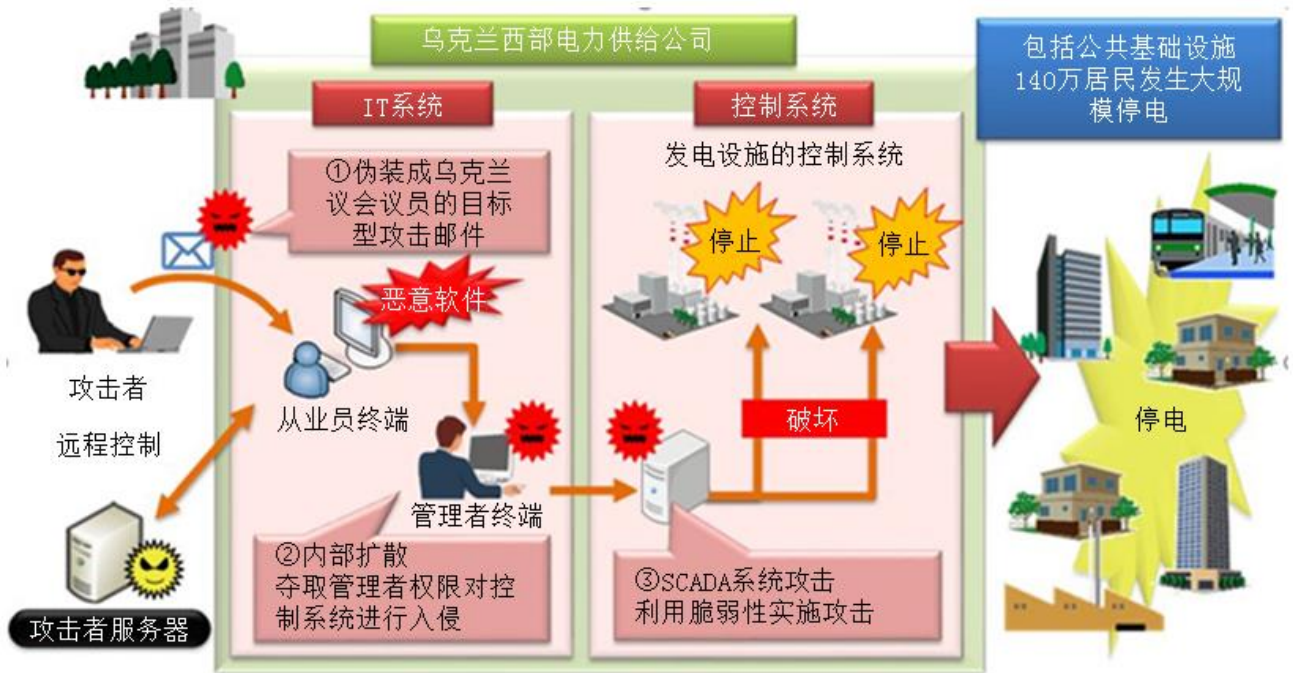 乌克兰西部电力供给公司
包括公共基础设施
140万居民发生大规
模停电
IT系统
控制系统
发电设施的控制系统
①伪装成乌克兰
议会议员的目标
型攻击邮件
停止
停止
恶意软件
攻击者
从业员终端
远程控制
破坏
停电
管理者终端
②内部扩散
夺取管理者权限对控
制系统进行入侵
③SCADA系统攻击
利用脆弱性实施攻击
攻击者服务器